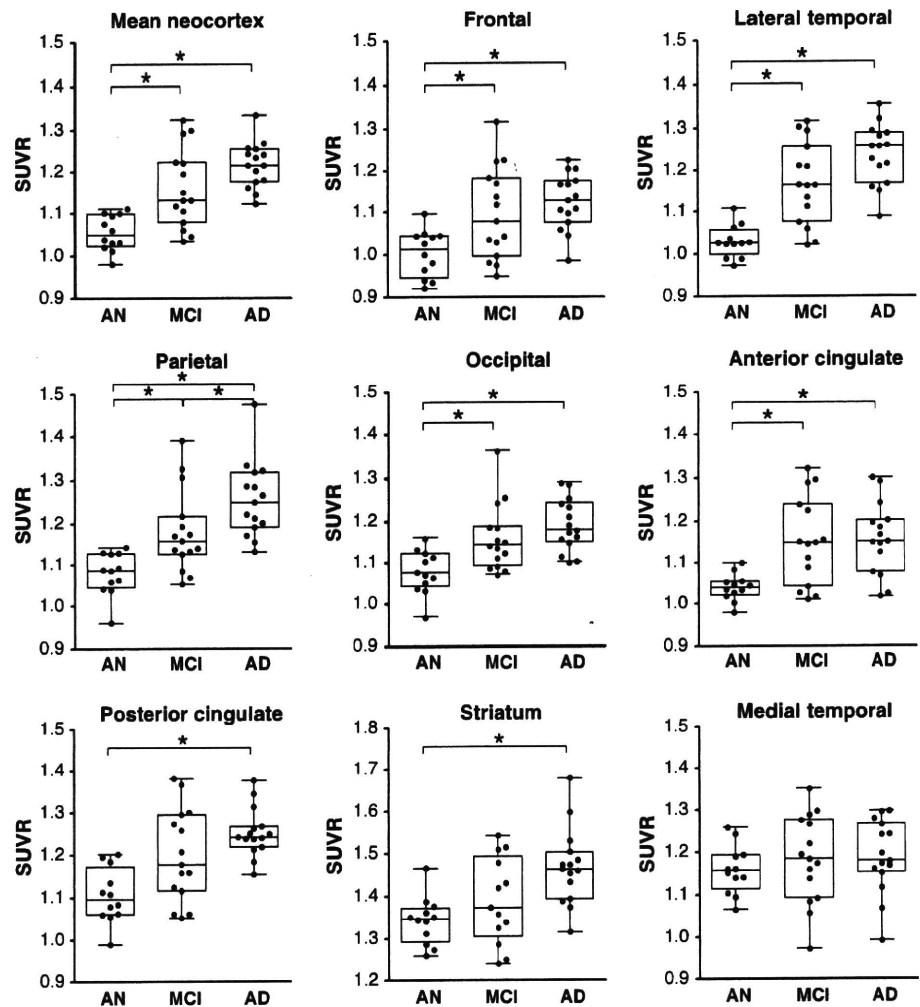 Mean neocortex
1.5
1.4
1.3
1.2
1.1
1.0
0.9
SUVR
*
*
AN MCI AD
Frontal
1.5
1.4
1.3
1.2
1.1
1.0
0.9
SUVR
*
*
AN MCI AD
Lateral temporal
1.5
1.4
1.3
1.2
1.1
1.0
0.9
SUVR
*
*
AN MCI AD
Parietal
1.5
1.4
1.3
1.2
1.1
1.0
0.9
SUVR
*
* *
AN MCI AD
Occipital
1.5
1.4
1.3
1.2
1.1
1.0
0.9
SUVR
*
*
AN MCI AD
Anterior cingulate
1.5
1.4
1.3
1.2
1.1
1.0
0.9
SUVR
*
*
AN MCI AD
Posterior cingulate
1.5
1.4
1.3
1.2
1.1
1.0
0.9
SUVR
*
AN MCI AD
Striatum
1.8
1.7
1.6
1.5
1.4
1.3
1.2
SUVR
*
AN MCI AD
Medial temporal
1.5
1.4
1.3
1.2
1.1
1.0
0.9
SUVR
AN MCI AD